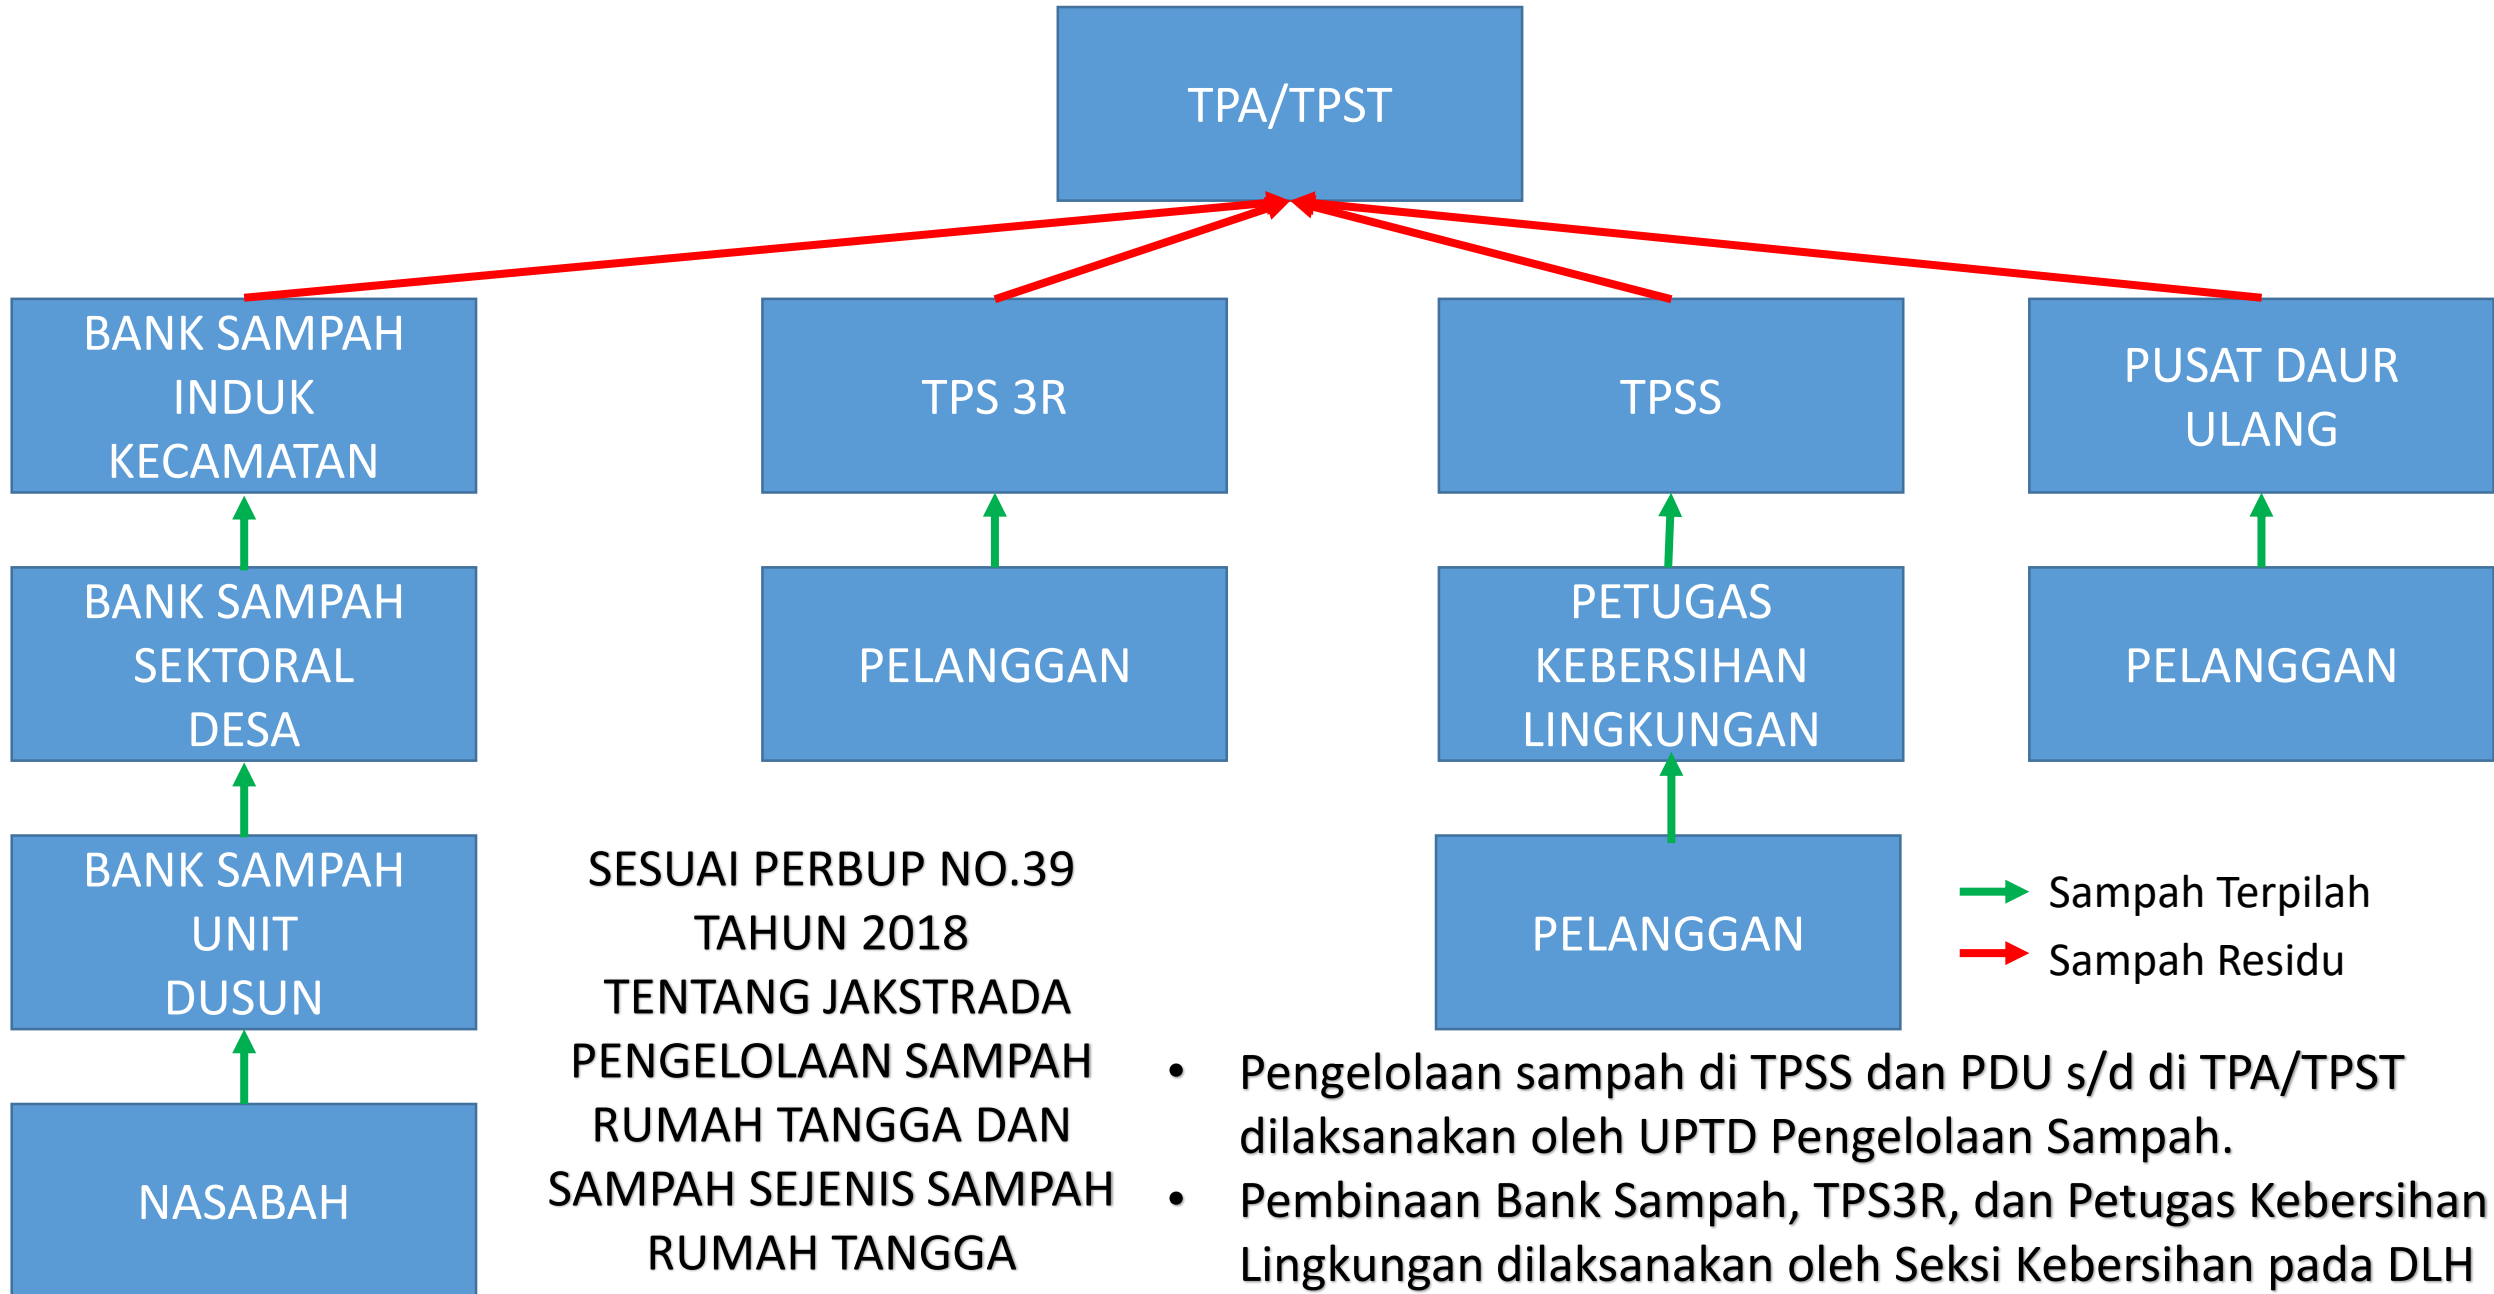 TPA/TPST
BANK SAMPAH
INDUK
KECAMATAN
TPS 3R
TPSS
PUSAT DAUR
ULANG
BANK SAMPAH
SEKTORAL
DESA
PELANGGAN
PETUGAS
KEBERSIHAN
LINGKUNGAN
PELANGGAN
BANK SAMPAH
UNIT
DUSUN
SESUAI PERBUP NO.39
TAHUN 2018
TENTANG JAKSTRADA
PENGELOLAAN SAMPAH
RUMAH TANGGA DAN
SAMPAH SEJENIS SAMPAH
RUMAH TANGGA
PELANGGAN
Sampah Terpilah
Sampah Residu
NASABAH
• Pengelolaan sampah di TPSS dan PDU s/d di TPA/TPST
dilaksanakan oleh UPTD Pengelolaan Sampah.
• Pembinaan Bank Sampah, TPS3R, dan Petugas Kebersihan
Lingkungan dilaksanakan oleh Seksi Kebersihan pada DLH